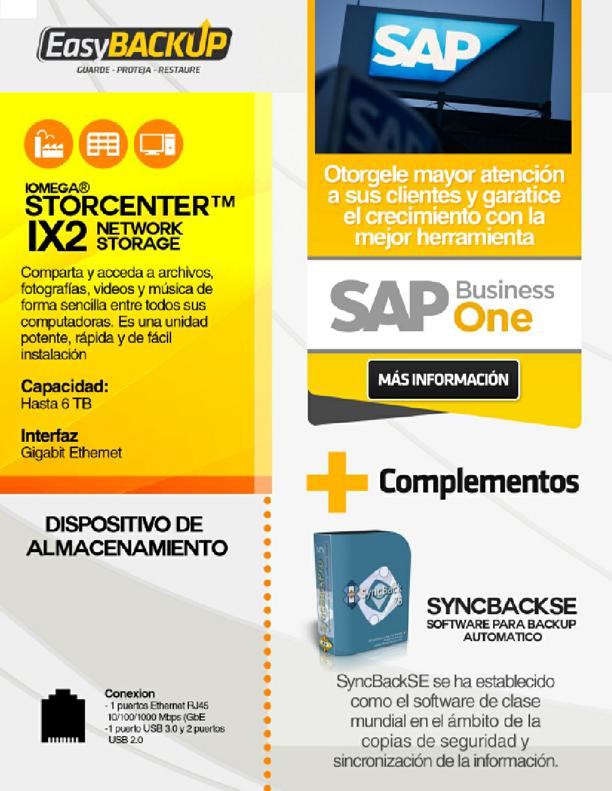 EasyBACKUP
GUARDE - PROTEJA - RESTAURE
IOMEGA®
STORCENTER™
IX2 NETWORK
STORAGE
Comparta y acceda a archivos,
fotografías, videos y música de
forma sencilla entre todos sus
computadoras. Es una unidad
potente, rápida y de fácil
instalación
Capacidad:
Hasta 6 TB
Interfaz
Gigabit Ethernet
DISPOSITIVO DE
ALMACENAMIENTO
Conexion
- 1 puertos Ethernet RJ45
10/100/1000 Mbps (GbE
-1 puerto USB 3.0 y 2 puertos
USB 2.0
SAP
SAP
Otorgele mayor atención
a sus clientes y garatice
el crecimiento con la
mejor herramienta
SAP Business
One
MÁS INFORMACIÓN
+ Complementos
SyncBack
SYNCBACKSE
SOFTWARE PARA BACKUP
AUTOMATICO
SyncBackSE se ha establecido
como el software de clase
mundial en el ámbito de la
copias de seguridad y
sincronización de la información.